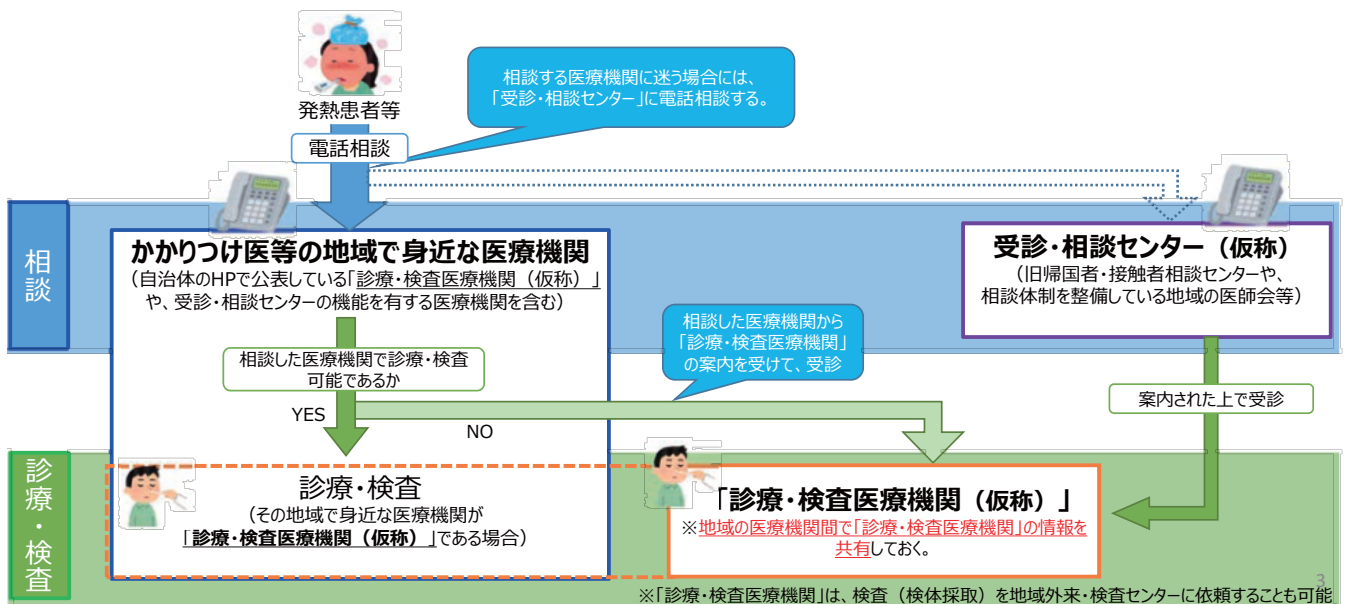 発熱患者等
電話相談
相談する医療機関に迷う場合には、
「受診・相談センター」に電話相談する。
相談
かかりつけ医等の地域で身近な医療機関
（自治体のHPで公表している「診療・検査医療機関（仮称）」
や、受診・相談センターの機能を有する医療機関を含む）
受診・相談センター（仮称）
（旧帰国者・接触者相談センターや、
相談体制を整備している地域の医師会等）
相談した医療機関で診療・検査
可能であるか
相談した医療機関から
「診療・検査医療機関」
の案内を受けて、受診
案内された上で受診
YES
NO
診療・検査
診療・検査
（その地域で身近な医療機関が
「診療・検査医療機関（仮称）」である場合）
「診療・検査医療機関（仮称）」
※地域の医療機関間で「診療・検査医療機関」の情報を
共有しておく。
3
※「診療・検査医療機関」は、検査（検体採取）を地域外来・検査センターに依頼することも可能